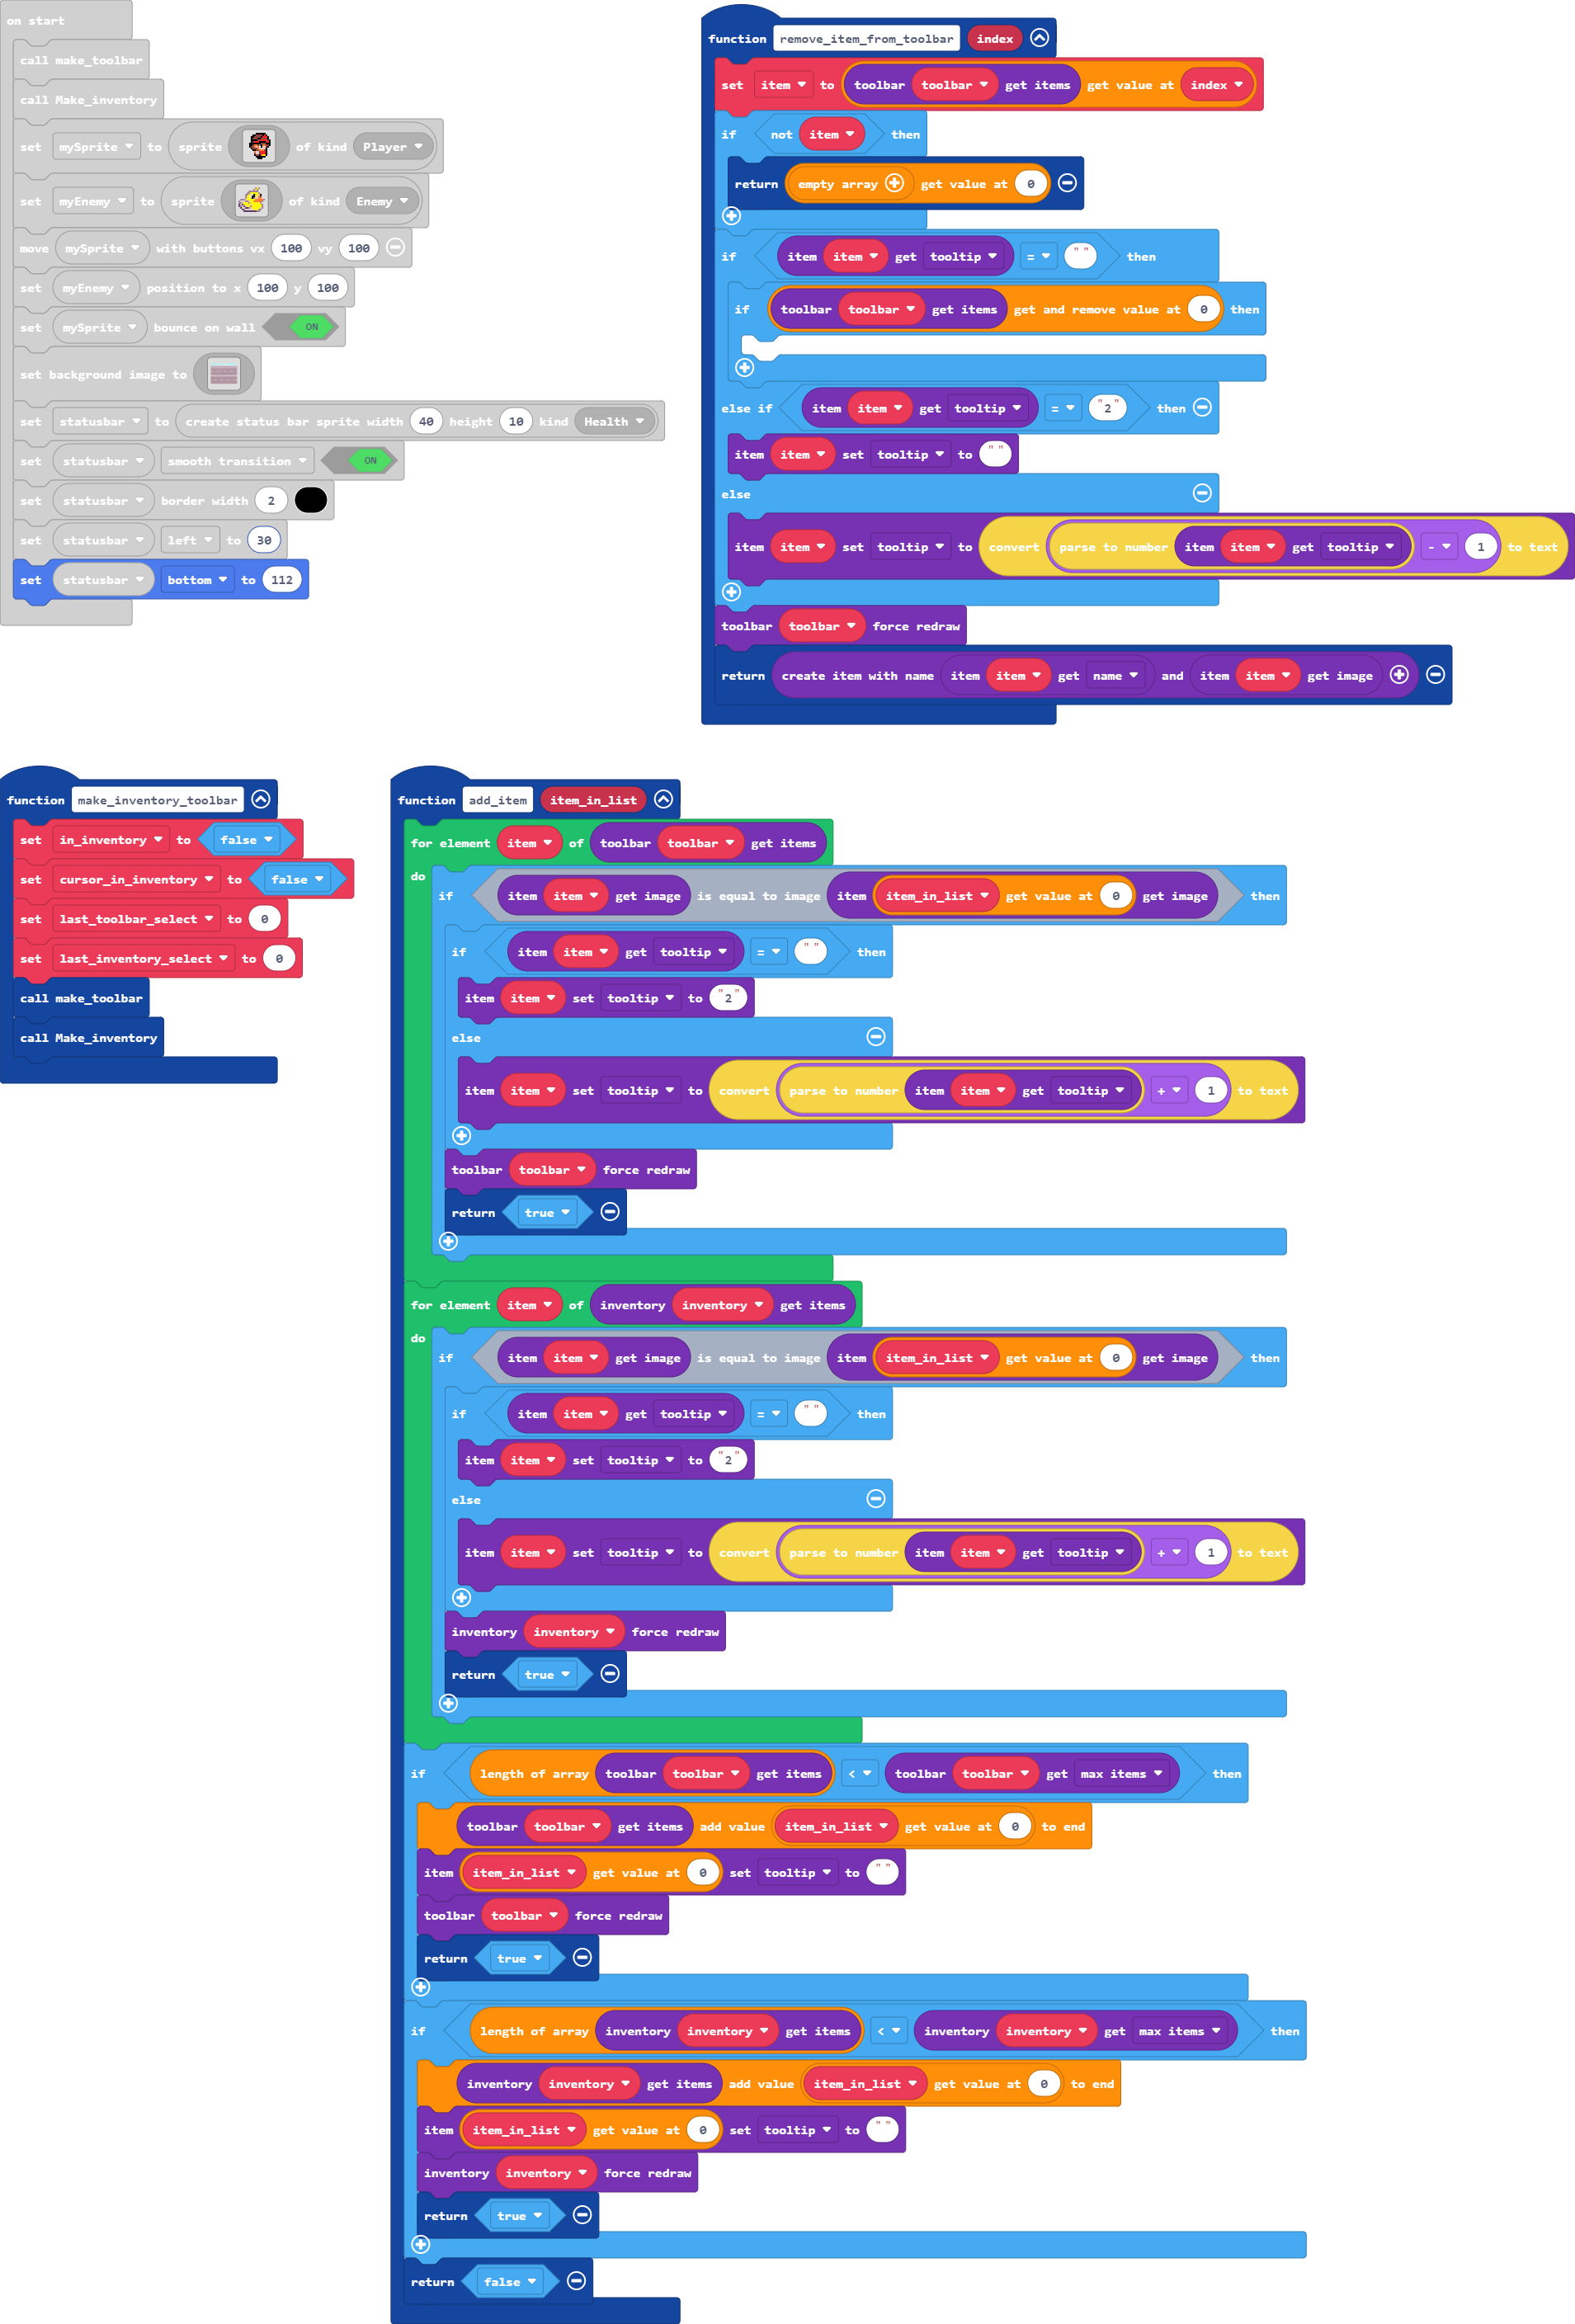 on start
call make_toolbar
call Make_inventory
set mySprite to sprite of kind Player
set myEnemy to sprite of kind Enemy
move mySprite with buttons vx 100 vy 100
set myEnemy position to x 100 y 100
set mySprite bounce on wall ON
set background image to
set statusbar to create status bar sprite width 40 height 10 kind Health
set statusbar smooth transition ON
set statusbar border width 2
set statusbar left to 30
set statusbar bottom to 112
function remove_item_from_toolbar index
set item to toolbar toolbar get items get value at index
if not item then
return empty array get value at 0
if item item get tooltip = "" then
if toolbar toolbar get items get and remove value at 0 then
else if item item get tooltip = "2" then
item item set tooltip to ""
else
item item set tooltip to convert parse to number item item get tooltip - 1 to text
toolbar toolbar force redraw
return create item with name item item get name and item item get image
function make_inventory_toolbar
set in_inventory to false
set cursor_in_inventory to false
set last_toolbar_select to 0
set last_inventory_select to 0
call make_toolbar
call Make_inventory
function add_item item_in_list
for element item of toolbar toolbar get items
do
if item item get image is equal to image item item_in_list get value at 0 get image then
if item item get tooltip = "" then
item item set tooltip to "2"
else
item item set tooltip to convert parse to number item item get tooltip + 1 to text
toolbar toolbar force redraw
return true
for element item of inventory inventory get items
do
if item item get image is equal to image item item_in_list get value at 0 get image then
if item item get tooltip = "" then
item item set tooltip to "2"
else
item item set tooltip to convert parse to number item item get tooltip + 1 to text
inventory inventory force redraw
return true
if length of array toolbar toolbar get items < toolbar toolbar get max items then
toolbar toolbar get items add value item_in_list get value at 0 to end
item item_in_list get value at 0 set tooltip to ""
toolbar toolbar force redraw
return true
if length of array inventory inventory get items < inventory inventory get max items then
inventory inventory get items add value item_in_list get value at 0 to end
item item_in_list get value at 0 set tooltip to ""
inventory inventory force redraw
return true
return false